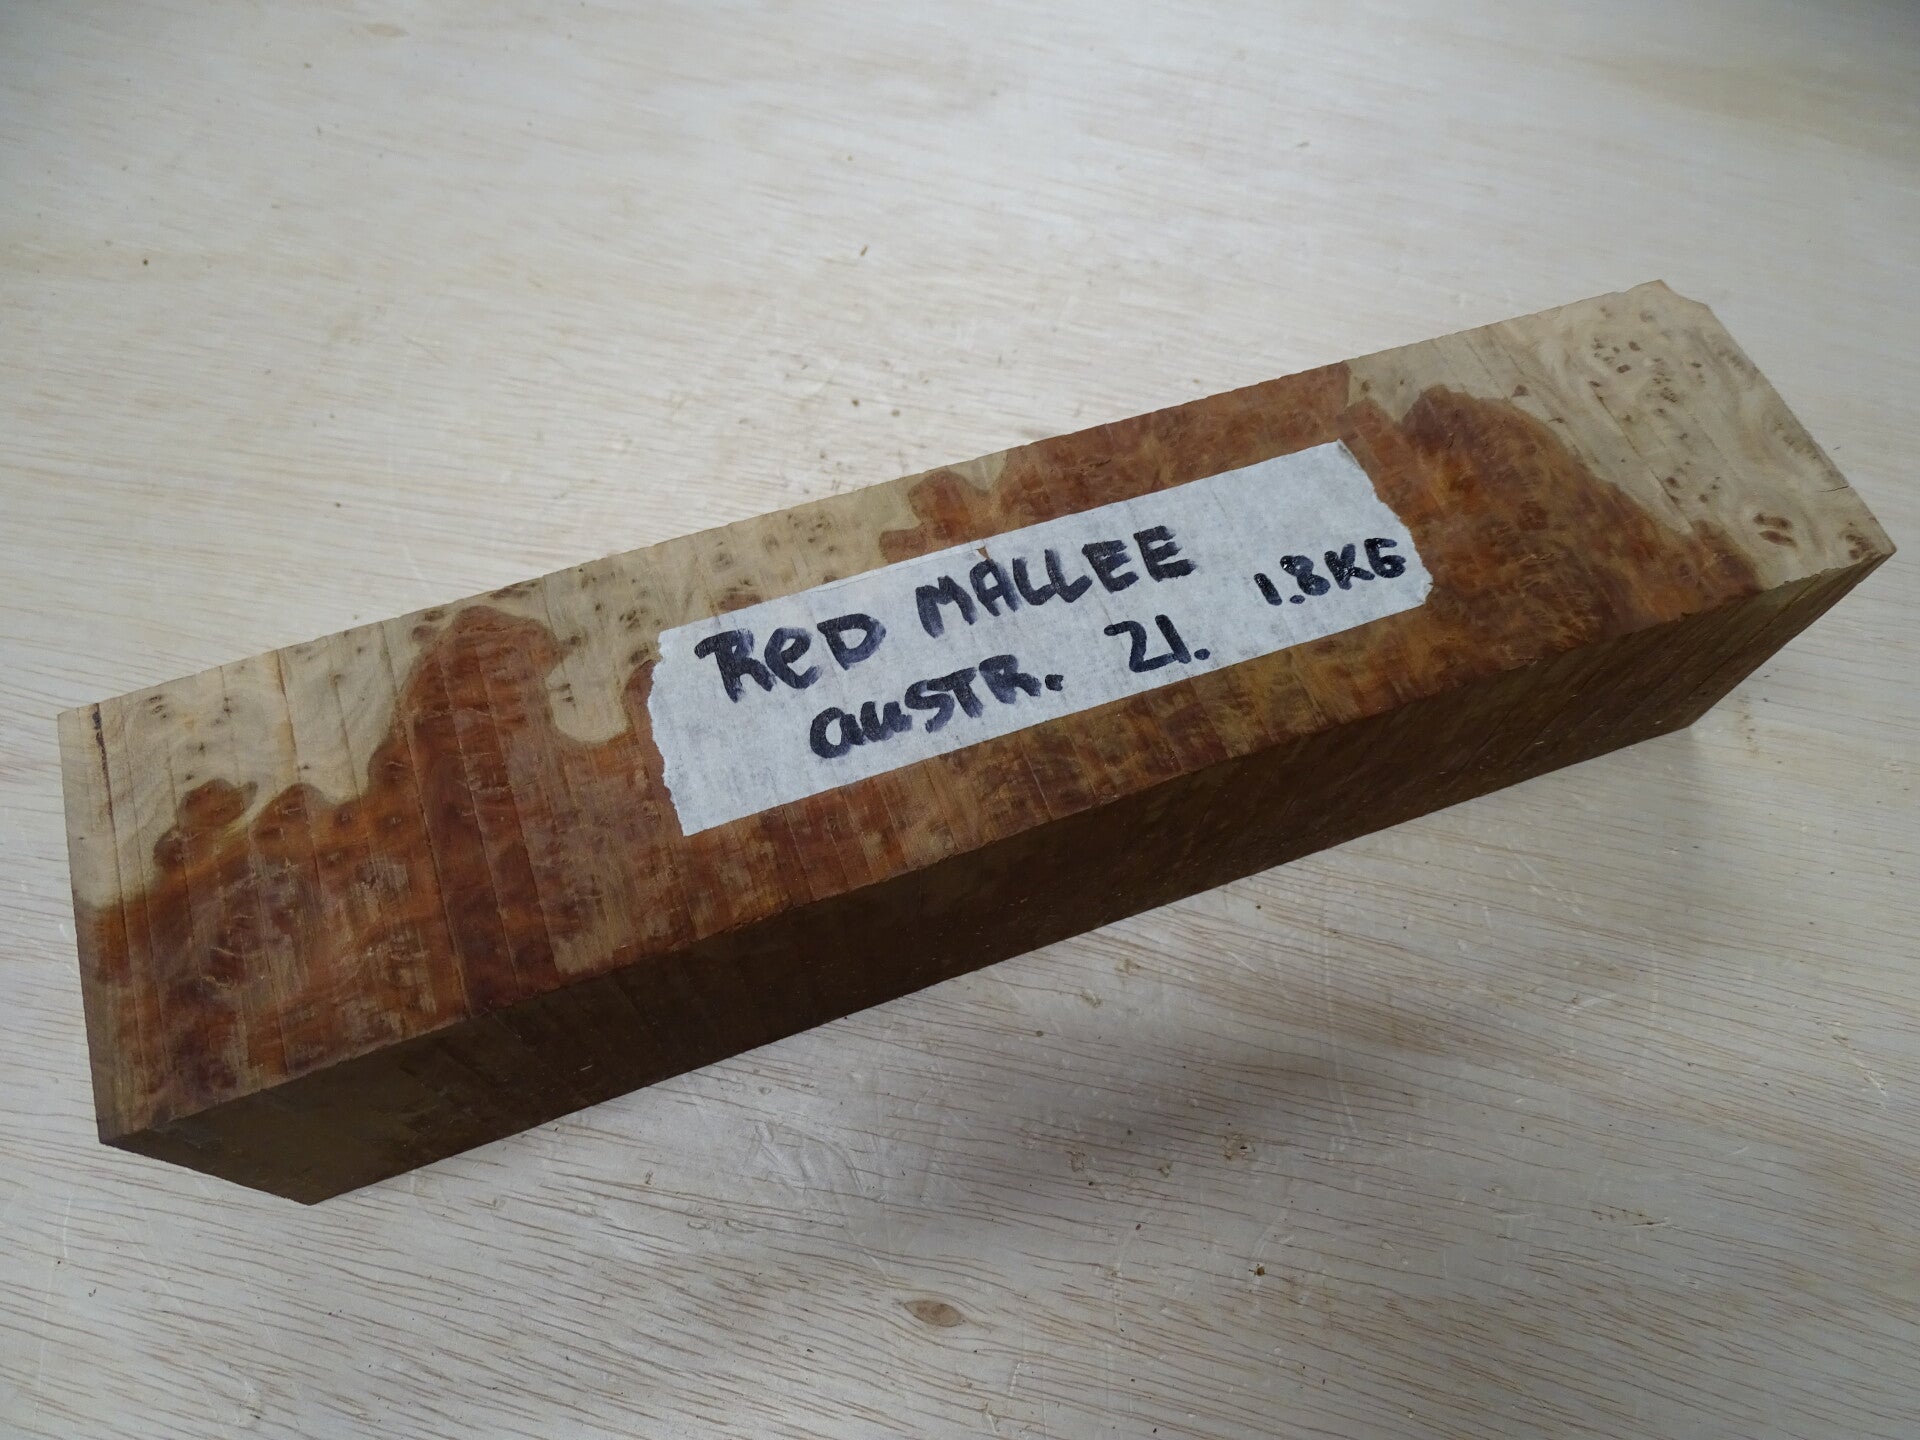 ReD MALLEE
auSTR. 21. 1.8KG